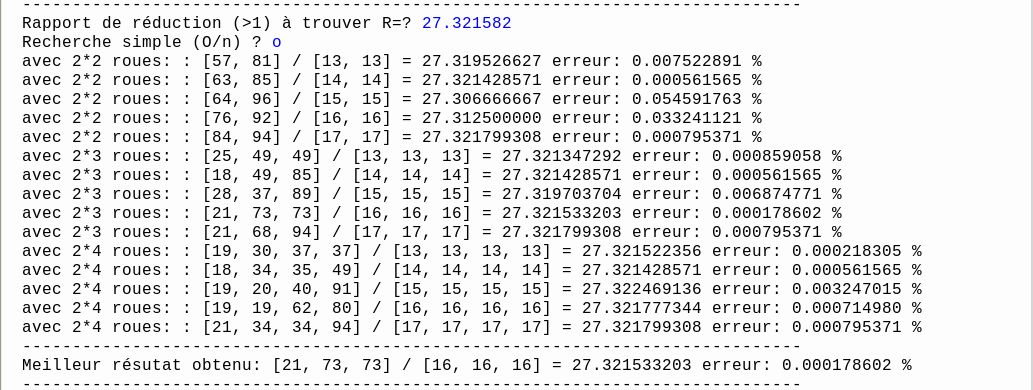 --------------------------------------------------------------------------------
Rapport de réduction (>1) à trouver R=? 27.321582
Recherche simple (O/n) ? o
avec 2*2 roues: : [57, 81] / [13, 13] = 27.319526627 erreur: 0.007522891 %
avec 2*2 roues: : [63, 85] / [14, 14] = 27.321428571 erreur: 0.000561565 %
avec 2*2 roues: : [64, 96] / [15, 15] = 27.306666667 erreur: 0.054591763 %
avec 2*2 roues: : [76, 92] / [16, 16] = 27.312500000 erreur: 0.033241121 %
avec 2*2 roues: : [84, 94] / [17, 17] = 27.321799308 erreur: 0.000795371 %
avec 2*3 roues: : [25, 49, 49] / [13, 13, 13] = 27.321347292 erreur: 0.000859058 %
avec 2*3 roues: : [18, 49, 85] / [14, 14, 14] = 27.321428571 erreur: 0.000561565 %
avec 2*3 roues: : [28, 37, 89] / [15, 15, 15] = 27.319703704 erreur: 0.006874771 %
avec 2*3 roues: : [21, 73, 73] / [16, 16, 16] = 27.321533203 erreur: 0.000178602 %
avec 2*3 roues: : [21, 68, 94] / [17, 17, 17] = 27.321799308 erreur: 0.000795371 %
avec 2*4 roues: : [19, 30, 37, 37] / [13, 13, 13, 13] = 27.321522356 erreur: 0.000218305 %
avec 2*4 roues: : [18, 34, 35, 49] / [14, 14, 14, 14] = 27.321428571 erreur: 0.000561565 %
avec 2*4 roues: : [19, 20, 40, 91] / [15, 15, 15, 15] = 27.322469136 erreur: 0.003247015 %
avec 2*4 roues: : [19, 19, 62, 80] / [16, 16, 16, 16] = 27.321777344 erreur: 0.000714980 %
avec 2*4 roues: : [21, 34, 34, 94] / [17, 17, 17, 17] = 27.321799308 erreur: 0.000795371 %
------------------------------------------------------------------------------
Meilleur résutat obtenu: [21, 73, 73] / [16, 16, 16] = 27.321533203 erreur: 0.000178602 %
------------------------------------------------------------------------------